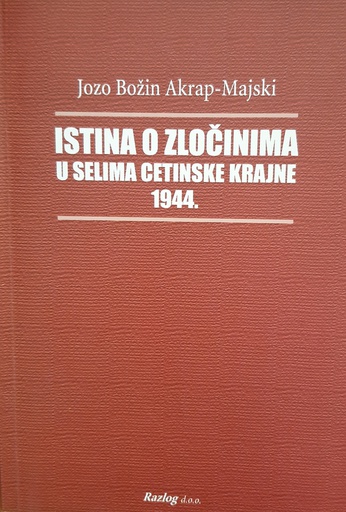 Jozo Božin Akrap-Majski
ISTINA O ZLOČINIMA
U SELIMA CETINSKE KRAJNE
1944.
Razlog d.o.o.